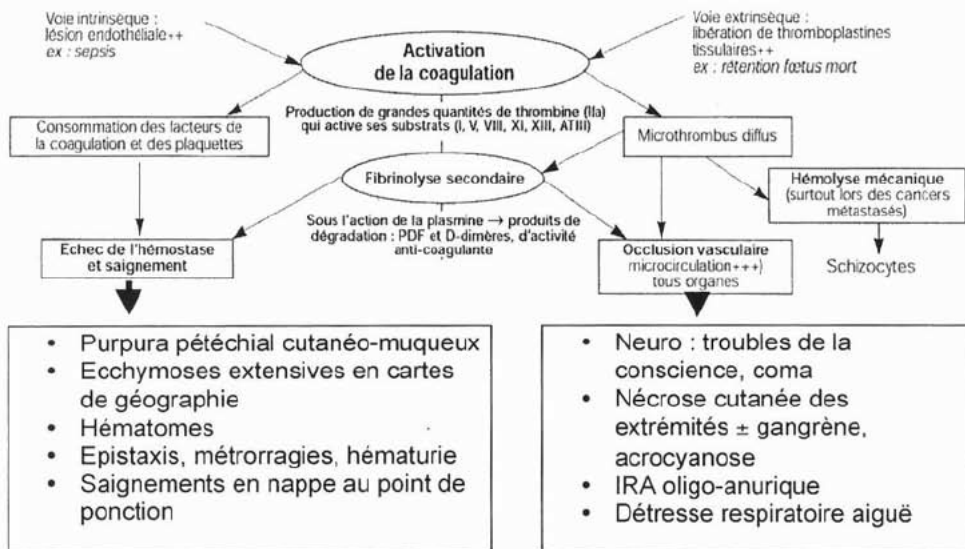 Voie intrinsèque :
lésion endothéliale++
ex : sepsis
Voie extrinsèque :
libération de thromboplastines
tissulaires++
ex : rétention fœtus mort
Activation
de la coagulation
Production de grandes quantités de thrombine (IIa)
qui active ses substrats (I, V, VIII, XI, XIII, ATIII)
Consommation des facteurs de
la coagulation et des plaquettes
Microthrombus diffus
Fibrinolyse secondaire
Hémolyse mécanique
(surtout lors des cancers
métastasés)
Sous l'action de la plasmine → produits de
dégradation : PDF et D-dimères, d'activité
anti-coagulante
Echec de l'hémostase
et saignement
Occlusion vasculaire
microcirculation+++)
tous organes
Schizocytes
• Purpura pétéchial cutanéo-muqueux
• Ecchymoses extensives en cartes
de géographie
• Hématomes
• Epistaxis, métrorragies, hématurie
• Saignements en nappe au point de
ponction
• Neuro : troubles de la
conscience, coma
• Nécrose cutanée des
extrémités ± gangrène,
acrocyanose
• IRA oligo-anurique
• Détresse respiratoire aiguë